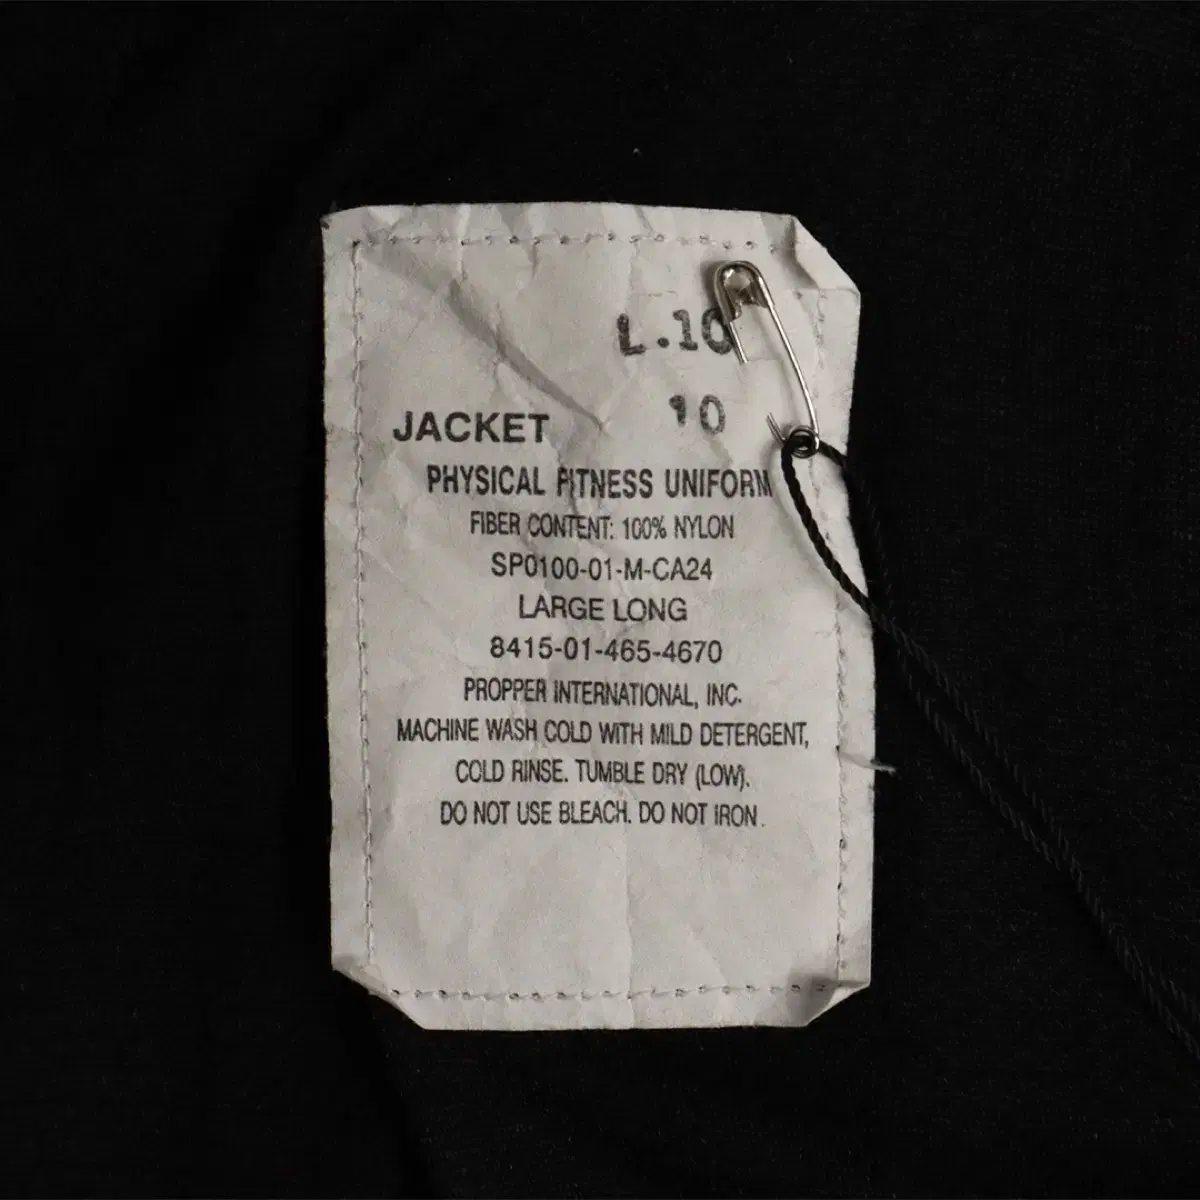 L.10
10
JACKET
PHYSICAL FITNESS UNIFORM
FIBER CONTENT: 100% NYLON
SP0100-01-M-CA24
LARGE LONG
8415-01-465-4670
PROPPER INTERNATIONAL, INC.
MACHINE WASH COLD WITH MILD DETERGENT,
COLD RINSE. TUMBLE DRY (LOW).
DO NOT USE BLEACH. DO NOT IRON.